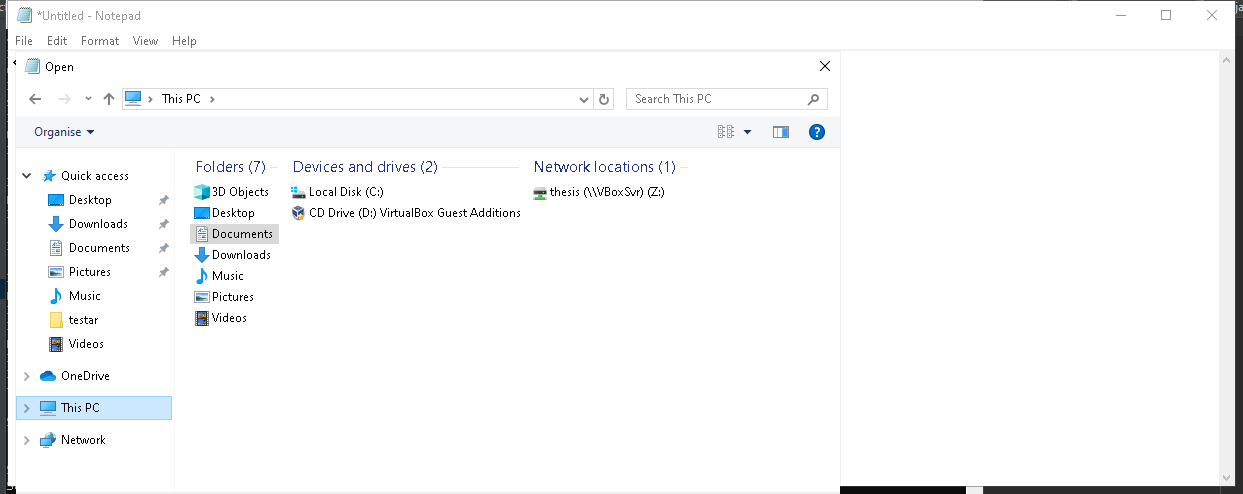 *Untitled - Notepad
File Edit Format View Help
Open
This PC
Search This PC
Organise
Quick access
Desktop
Downloads
Documents
Pictures
Music
testar
Videos
OneDrive
This PC
Network
Folders (7)
3D Objects
Desktop
Documents
Downloads
Music
Pictures
Videos
Devices and drives (2)
Local Disk (C:)
CD Drive (D:) VirtualBox Guest Additions
Network locations (1)
thesis (\\VBoxSvr) (Z:)